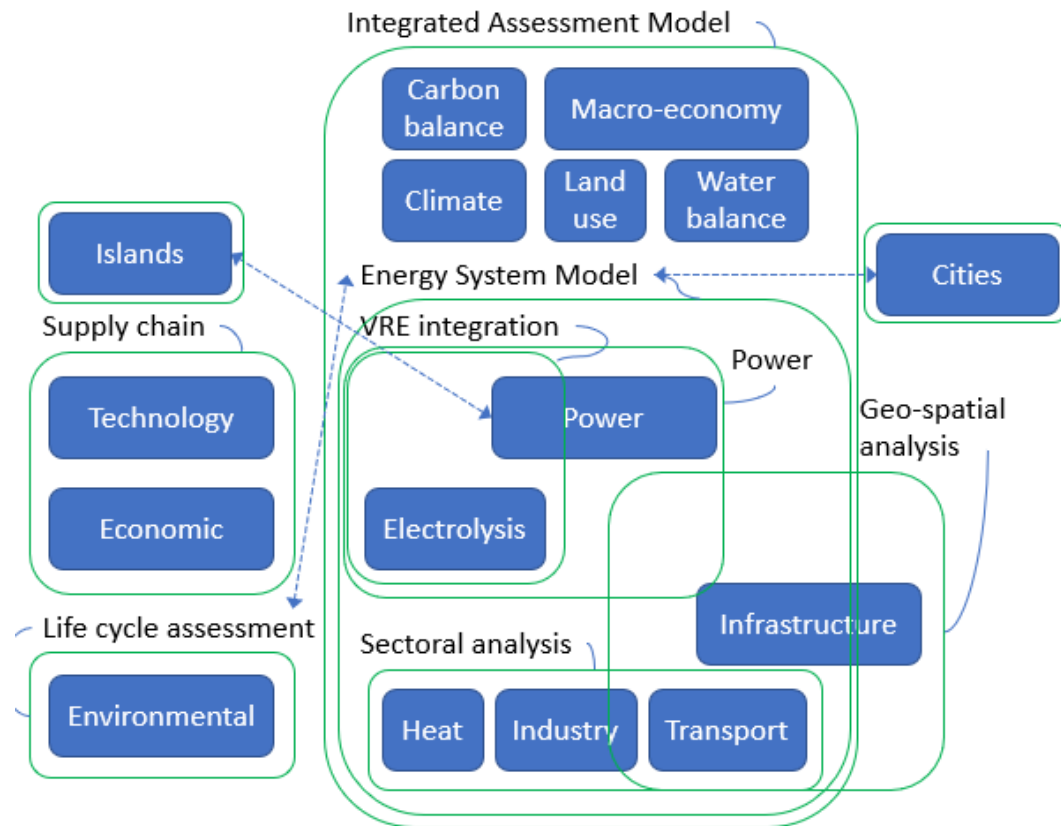 Integrated Assessment Model
Carbon
balance
Macro-economy
Climate
Land
use
Water
balance
Islands
Energy System Model
Cities
Supply chain
VRE integration
Power
Technology
Power
Geo-spatial
analysis
Economic
Electrolysis
Infrastructure
Life cycle assessment
Sectoral analysis
Environmental
Heat
Industry
Transport